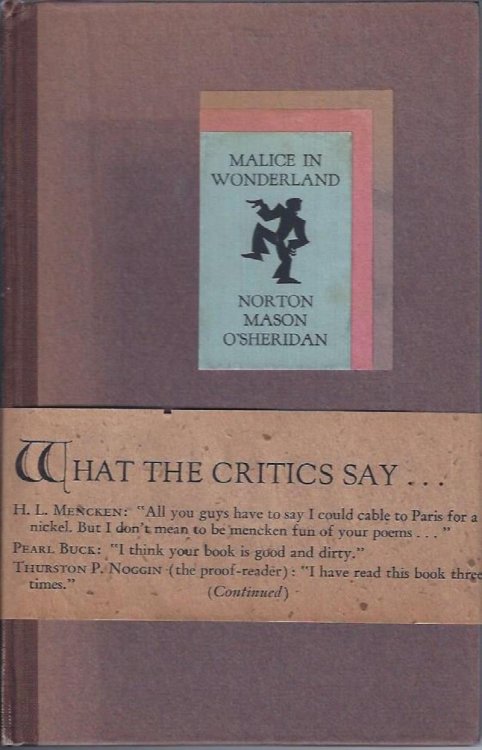 MALICE IN
WONDERLAND
NORTON
MASON
O'SHERIDAN
WHAT THE CRITICS SAY . . .
H. L. MENCKEN: "All you guys have to say I could cable to Paris for a
nickel. But I don't mean to be mencken fun of your poems . . . "
PEARL BUCK: "I think your book is good and dirty."
THURSTON P. NOGGIN (the proof-reader): "I have read this book three
times."
(Continued)